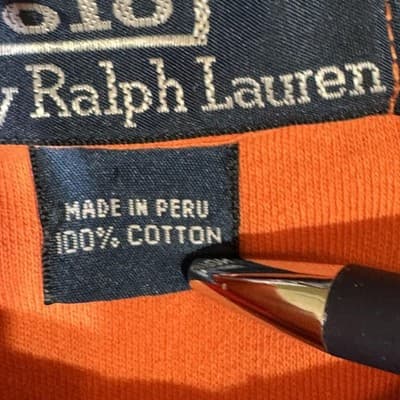 y Ralph Lauren
MADE IN PERU
100% COTTON